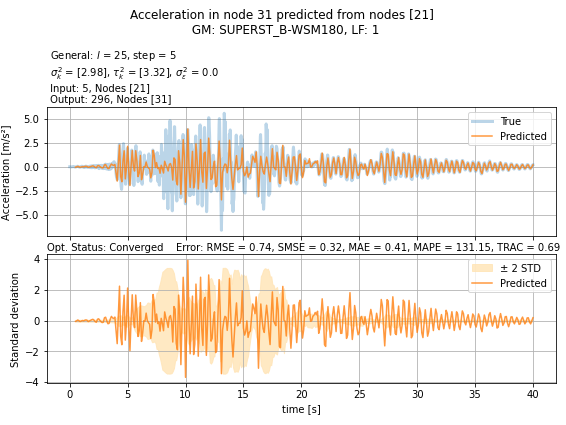 Acceleration in node 31 predicted from nodes [21]
GM: SUPERST_B-WSM180, LF: 1
General: l = 25, step = 5
σ²ₖ = [2.98], τ²ₖ = [3.32], σ²ε = 0.0
Input: 5, Nodes [21]
Output: 296, Nodes [31]
Acceleration [m/s²]
5.0
2.5
0.0
−2.5
−5.0
True
Predicted
Opt. Status: Converged Error: RMSE = 0.74, SMSE = 0.32, MAE = 0.41, MAPE = 131.15, TRAC = 0.69
Standard deviation
4
2
0
−2
−4
± 2 STD
Predicted
0 5 10 15 20 25 30 35 40
time [s]